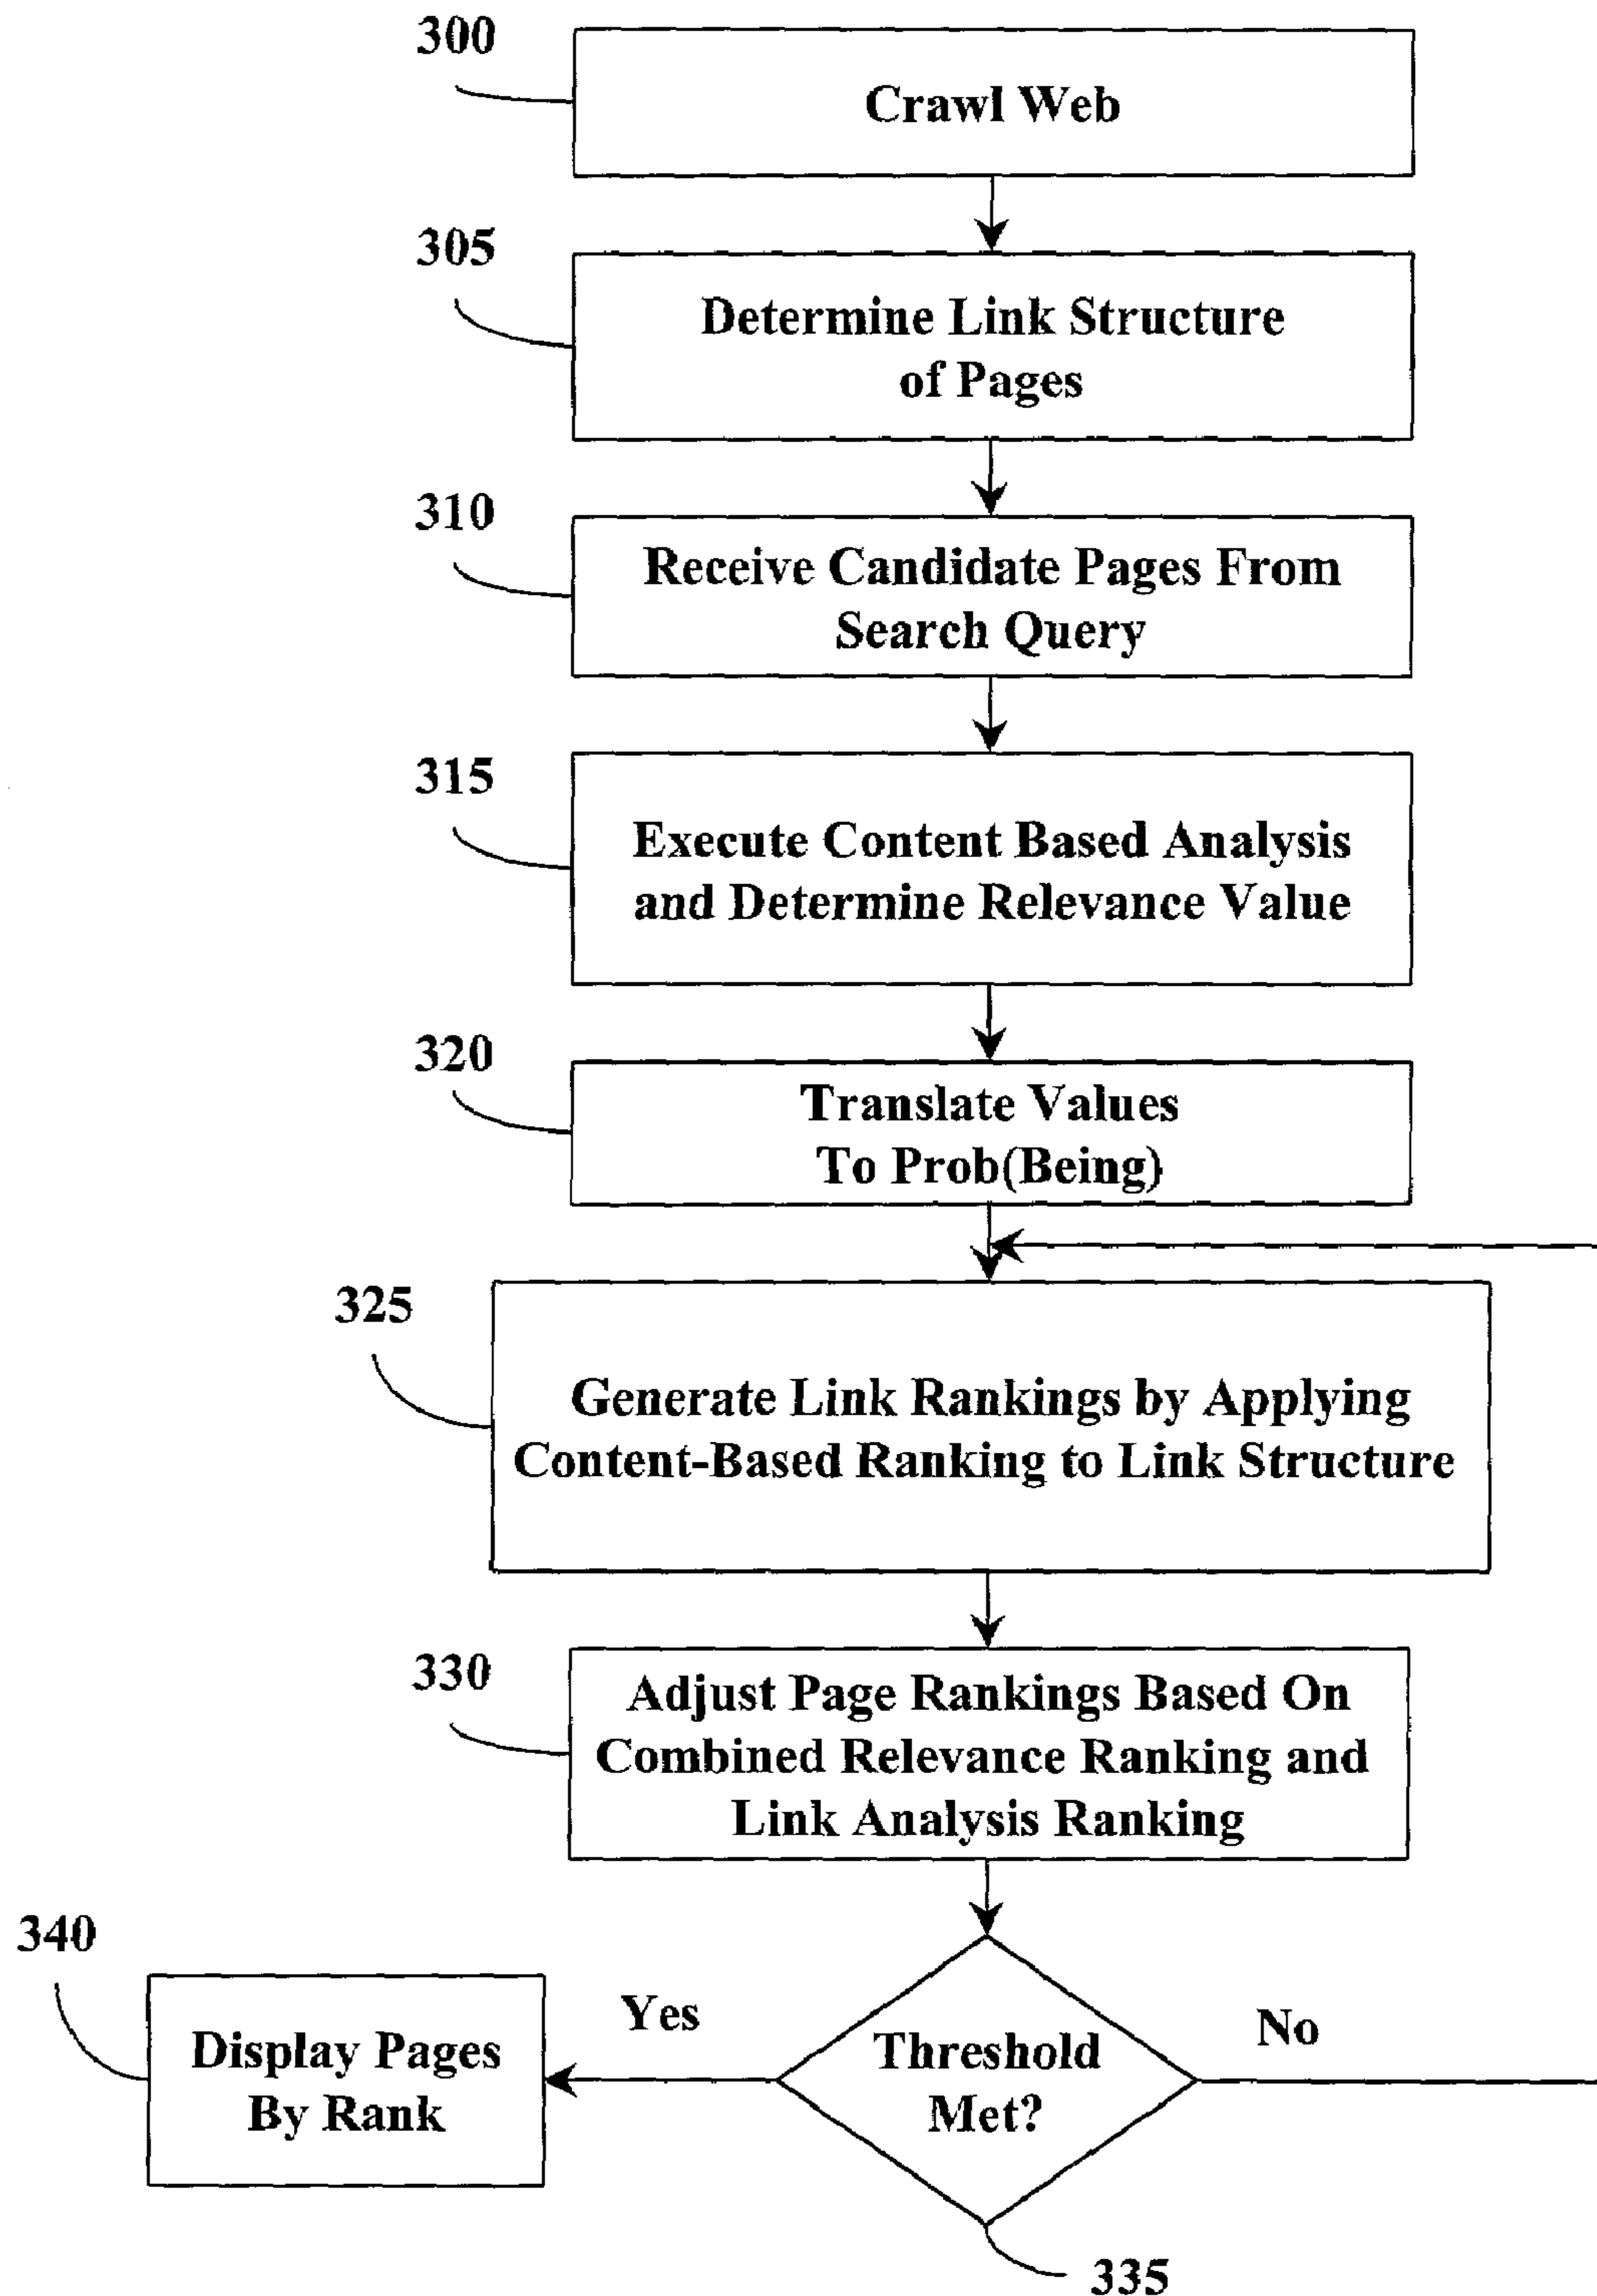 300
Crawl Web
305
Determine Link Structure
of Pages
310
Receive Candidate Pages From
Search Query
315
Execute Content Based Analysis
and Determine Relevance Value
320
Translate Values
To Prob(Being)
325
Generate Link Rankings by Applying
Content-Based Ranking to Link Structure
330
Adjust Page Rankings Based On
Combined Relevance Ranking and
Link Analysis Ranking
340
Display Pages
By Rank
Yes
Threshold
Met?
No
335